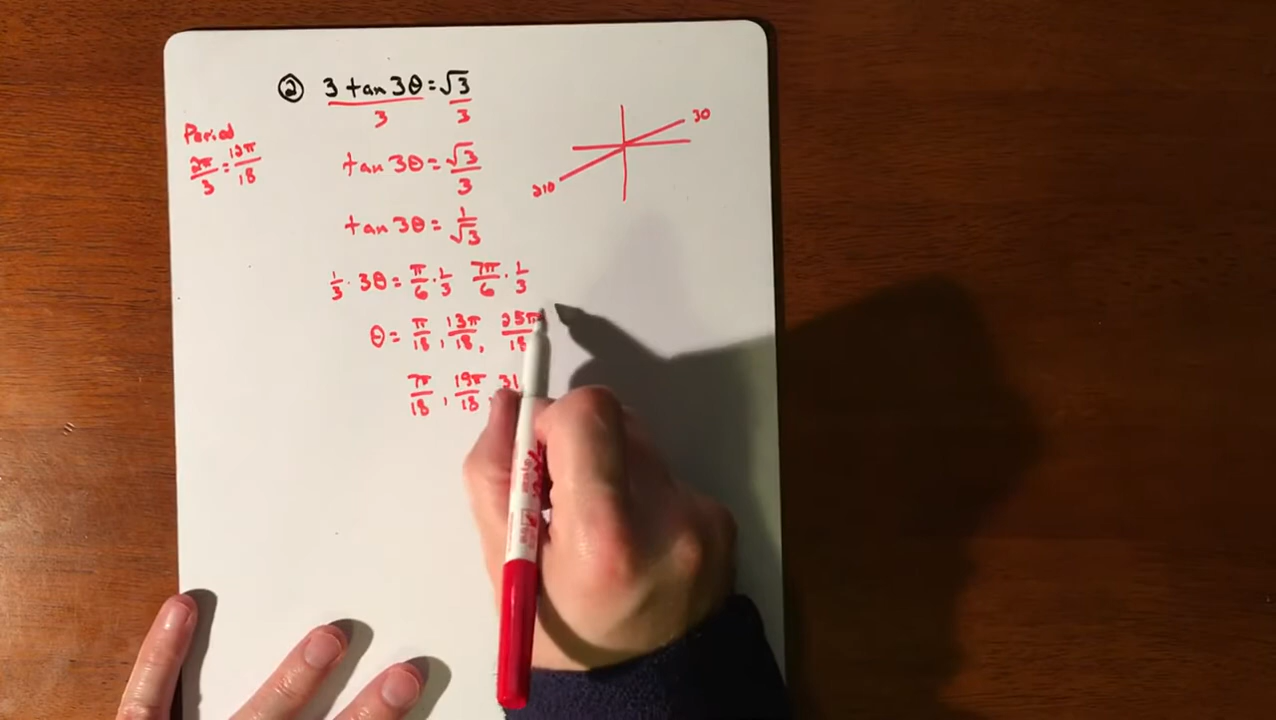 ② 3 tan 3θ = √3
3 3
Period
2π/3 = 12π/18
tan 3θ = √3/3
tan 3θ = 1/√3
1/3 · 3θ = π/6 · 1/3 7π/6 · 1/3
θ = π/18, 13π/18, 25π/18
7π/18, 19π/18, 31
30
210